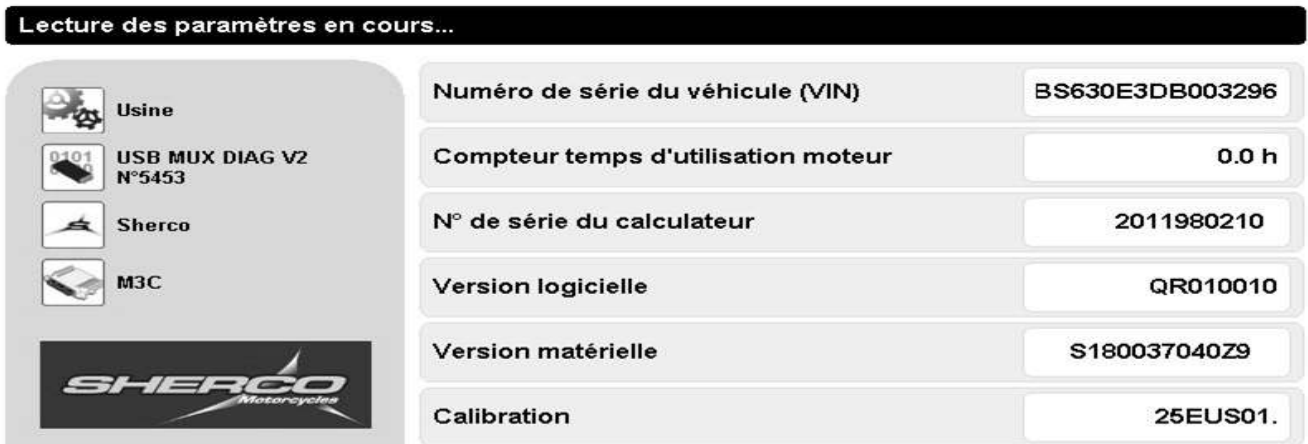 Lecture des paramètres en cours...
Usine
USB MUX DIAG V2
N°5453
Sherco
M3C
SHERCO
Motorcycles
Numéro de série du véhicule (VIN) BS630E3DB003296
Compteur temps d'utilisation moteur 0.0 h
N° de série du calculateur 2011980210
Version logicielle QR010010
Version matérielle S180037040Z9
Calibration 25EUS01.